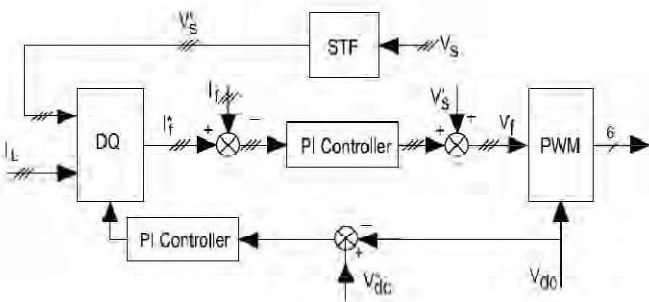 V's
STF
Vs
If
V's
I*f
Vf
6
DQ
PI Controller
PWM
IL
PI Controller
V*dc
Vdc